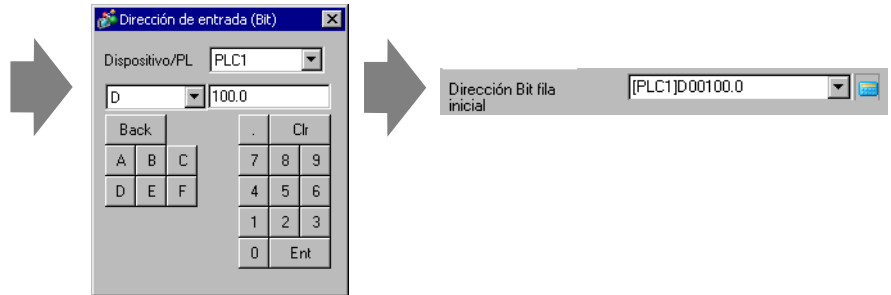 Dirección de entrada (Bit)
Dispositivo/PL PLC1
D 100.0
Back . Clr
A B C 7 8 9
D E F 4 5 6
1 2 3
0 Ent
Dirección Bit fila
inicial
[PLC1]D00100.0